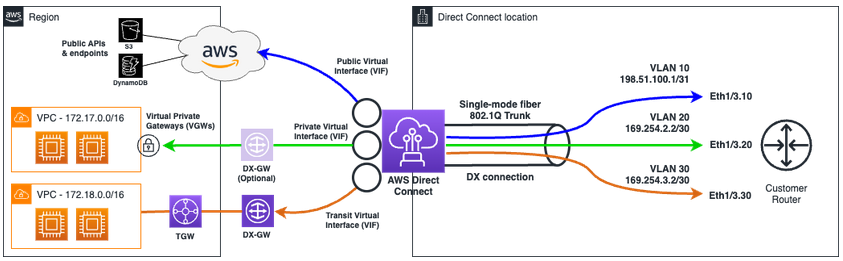 aws
Region
Public APIs
& endpoints
S3
DynamoDB
aws
Public Virtual
Interface (VIF)
VPC - 172.17.0.0/16
Virtual Private
Gateways (VGWs)
DX-GW
(Optional)
Private Virtual
Interface (VIF)
VPC - 172.18.0.0/16
TGW
DX-GW
Transit Virtual
Interface (VIF)
AWS Direct
Connect
Direct Connect location
Single-mode fiber
802.1Q Trunk
DX connection
VLAN 10
198.51.100.1/31
Eth1/3.10
VLAN 20
169.254.2.2/30
Eth1/3.20
VLAN 30
169.254.3.2/30
Eth1/3.30
Customer
Router